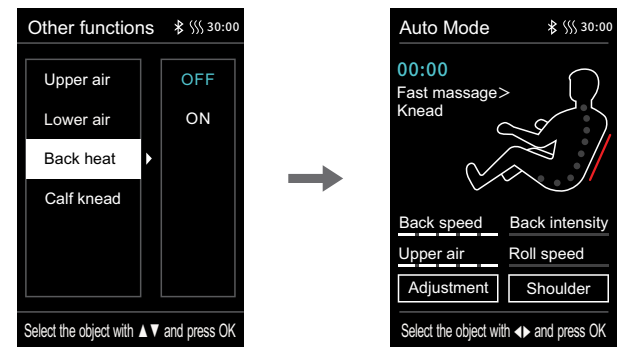 Other functions 30:00
Upper air OFF
Lower air ON
Back heat
Calf knead
Select the object with ▲▼ and press OK
Auto Mode 30:00
00:00
Fast massage>
Knead
Back speed Back intensity
Upper air Roll speed
Adjustment Shoulder
Select the object with ◀▶ and press OK